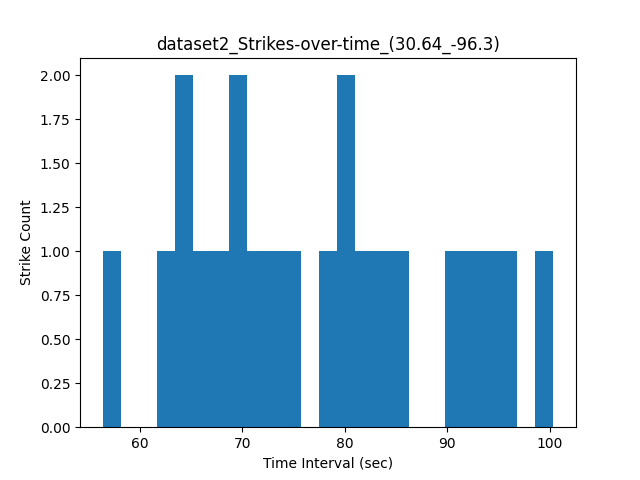 dataset2_Strikes-over-time_(30.64_-96.3)
2.00
1.75
1.50
1.25
1.00
0.75
0.50
0.25
0.00
Strike Count
60 70 80 90 100
Time Interval (sec)